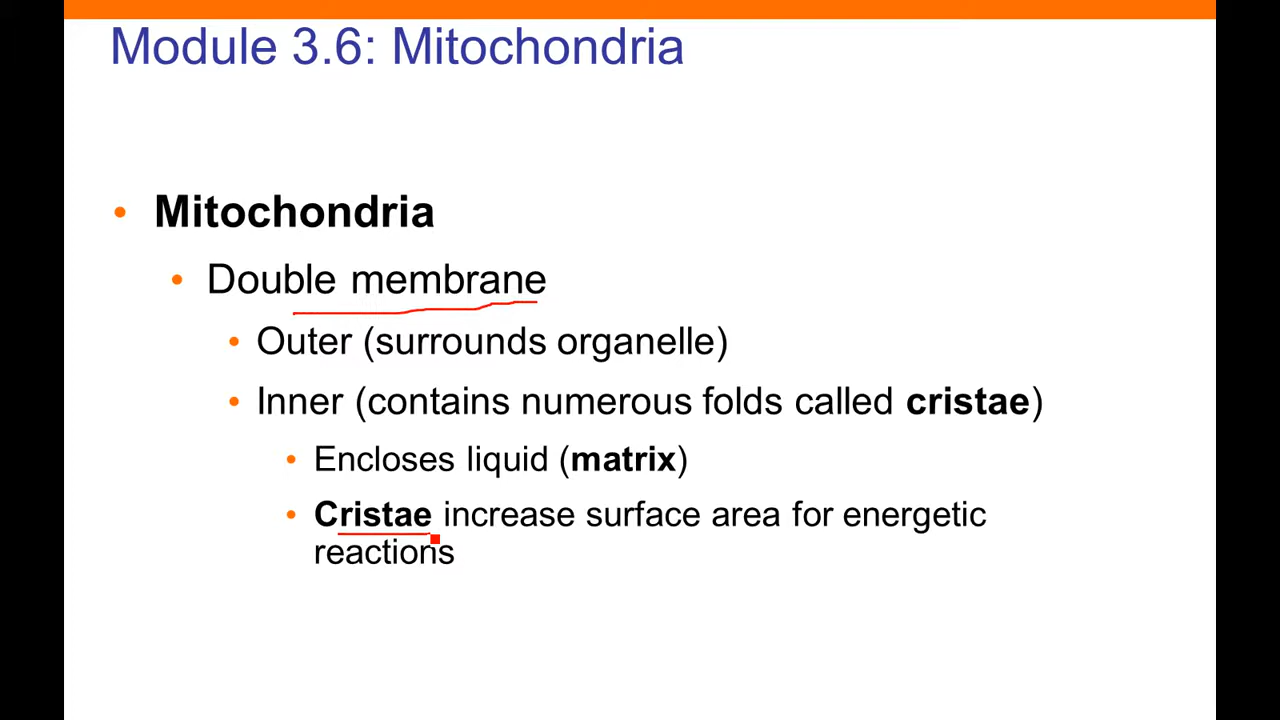 Module 3.6: Mitochondria
• Mitochondria
• Double membrane
• Outer (surrounds organelle)
• Inner (contains numerous folds called cristae)
• Encloses liquid (matrix)
• Cristae increase surface area for energetic
reactions